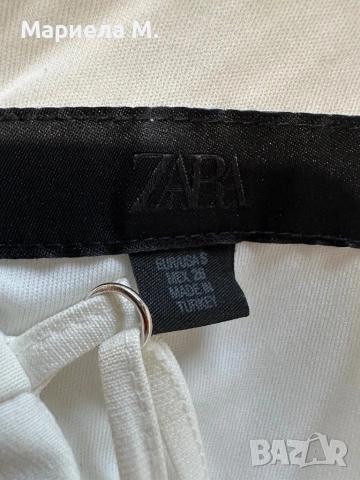 Мариела М.
ZARA
EUR/USA S
MEX 26
MADE IN
TURKEY
BAZAR